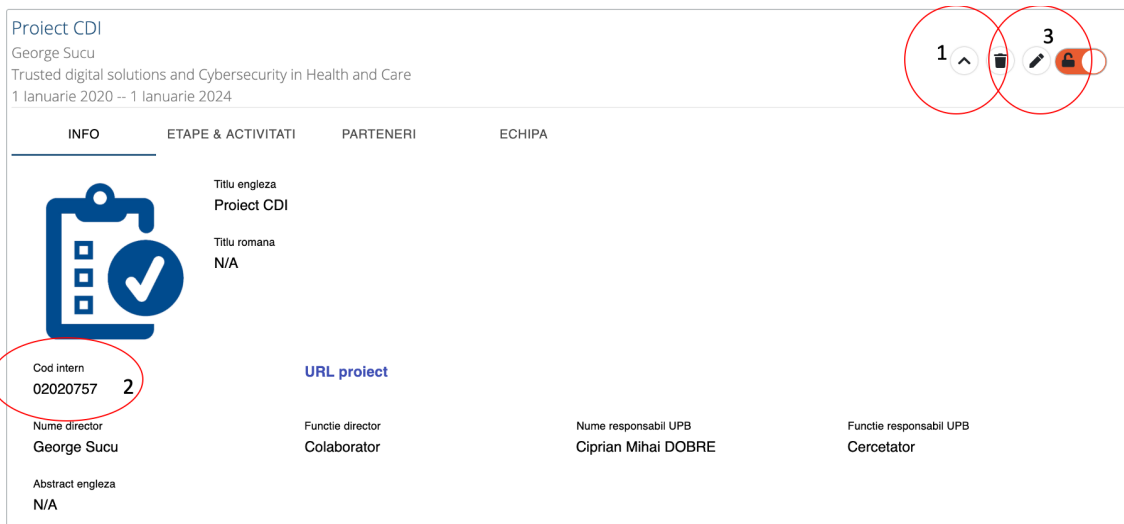 Proiect CDI
George Sucu
Trusted digital solutions and Cybersecurity in Health and Care
1 Ianuarie 2020 -- 1 Ianuarie 2024
1
3
INFO ETAPE & ACTIVITATI PARTENERI ECHIPA
Titlu engleza
Proiect CDI
Titlu romana
N/A
Cod intern
02020757 2
URL proiect
Nume director
George Sucu
Functie director
Colaborator
Nume responsabil UPB
Ciprian Mihai DOBRE
Functie responsabil UPB
Cercetator
Abstract engleza
N/A